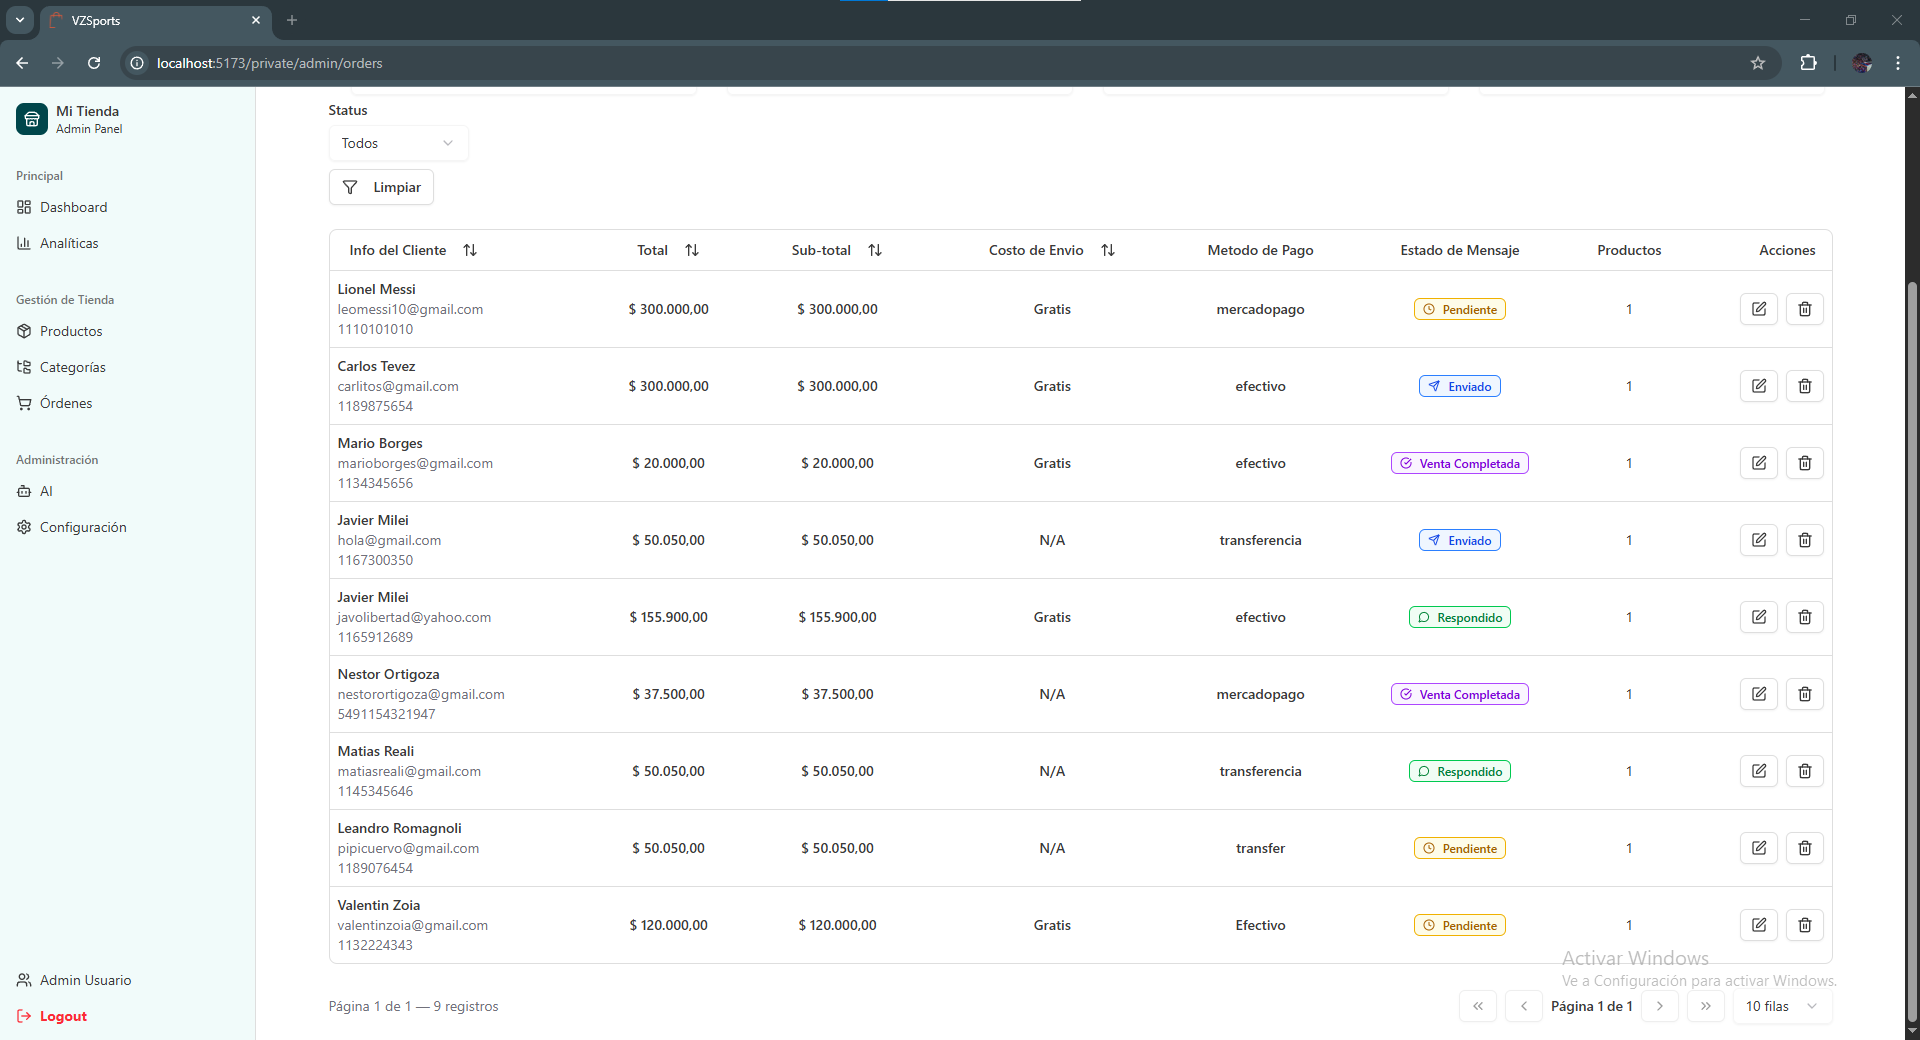 VZSports
localhost:5173/private/admin/orders
Mi Tienda
Admin Panel
Principal
Dashboard
Analíticas
Gestión de Tienda
Productos
Categorías
Órdenes
Administración
AI
Configuración
Admin Usuario
Logout
Status
Todos
Limpiar
Info del Cliente Total Sub-total Costo de Envio Metodo de Pago Estado de Mensaje Productos Acciones
Lionel Messi
leomessi10@gmail.com $ 300.000,00 $ 300.000,00 Gratis mercadopago Pendiente 1
1110101010
Carlos Tevez
carlitos@gmail.com $ 300.000,00 $ 300.000,00 Gratis efectivo Enviado 1
1189875654
Mario Borges
marioborges@gmail.com $ 20.000,00 $ 20.000,00 Gratis efectivo Venta Completada 1
1134345656
Javier Milei
hola@gmail.com $ 50.050,00 $ 50.050,00 N/A transferencia Enviado 1
1167300350
Javier Milei
javolibertad@yahoo.com $ 155.900,00 $ 155.900,00 Gratis efectivo Respondido 1
1165912689
Nestor Ortigoza
nestorortigoza@gmail.com $ 37.500,00 $ 37.500,00 N/A mercadopago Venta Completada 1
5491154321947
Matias Reali
matiasreali@gmail.com $ 50.050,00 $ 50.050,00 N/A transferencia Respondido 1
1145345646
Leandro Romagnoli
pipicuervo@gmail.com $ 50.050,00 $ 50.050,00 N/A transfer Pendiente 1
1189076454
Valentin Zoia
valentinzoia@gmail.com $ 120.000,00 $ 120.000,00 Gratis Efectivo Pendiente 1
1132224343
Activar Windows
Ve a Configuración para activar Windows.
Página 1 de 1 — 9 registros Página 1 de 1 10 filas